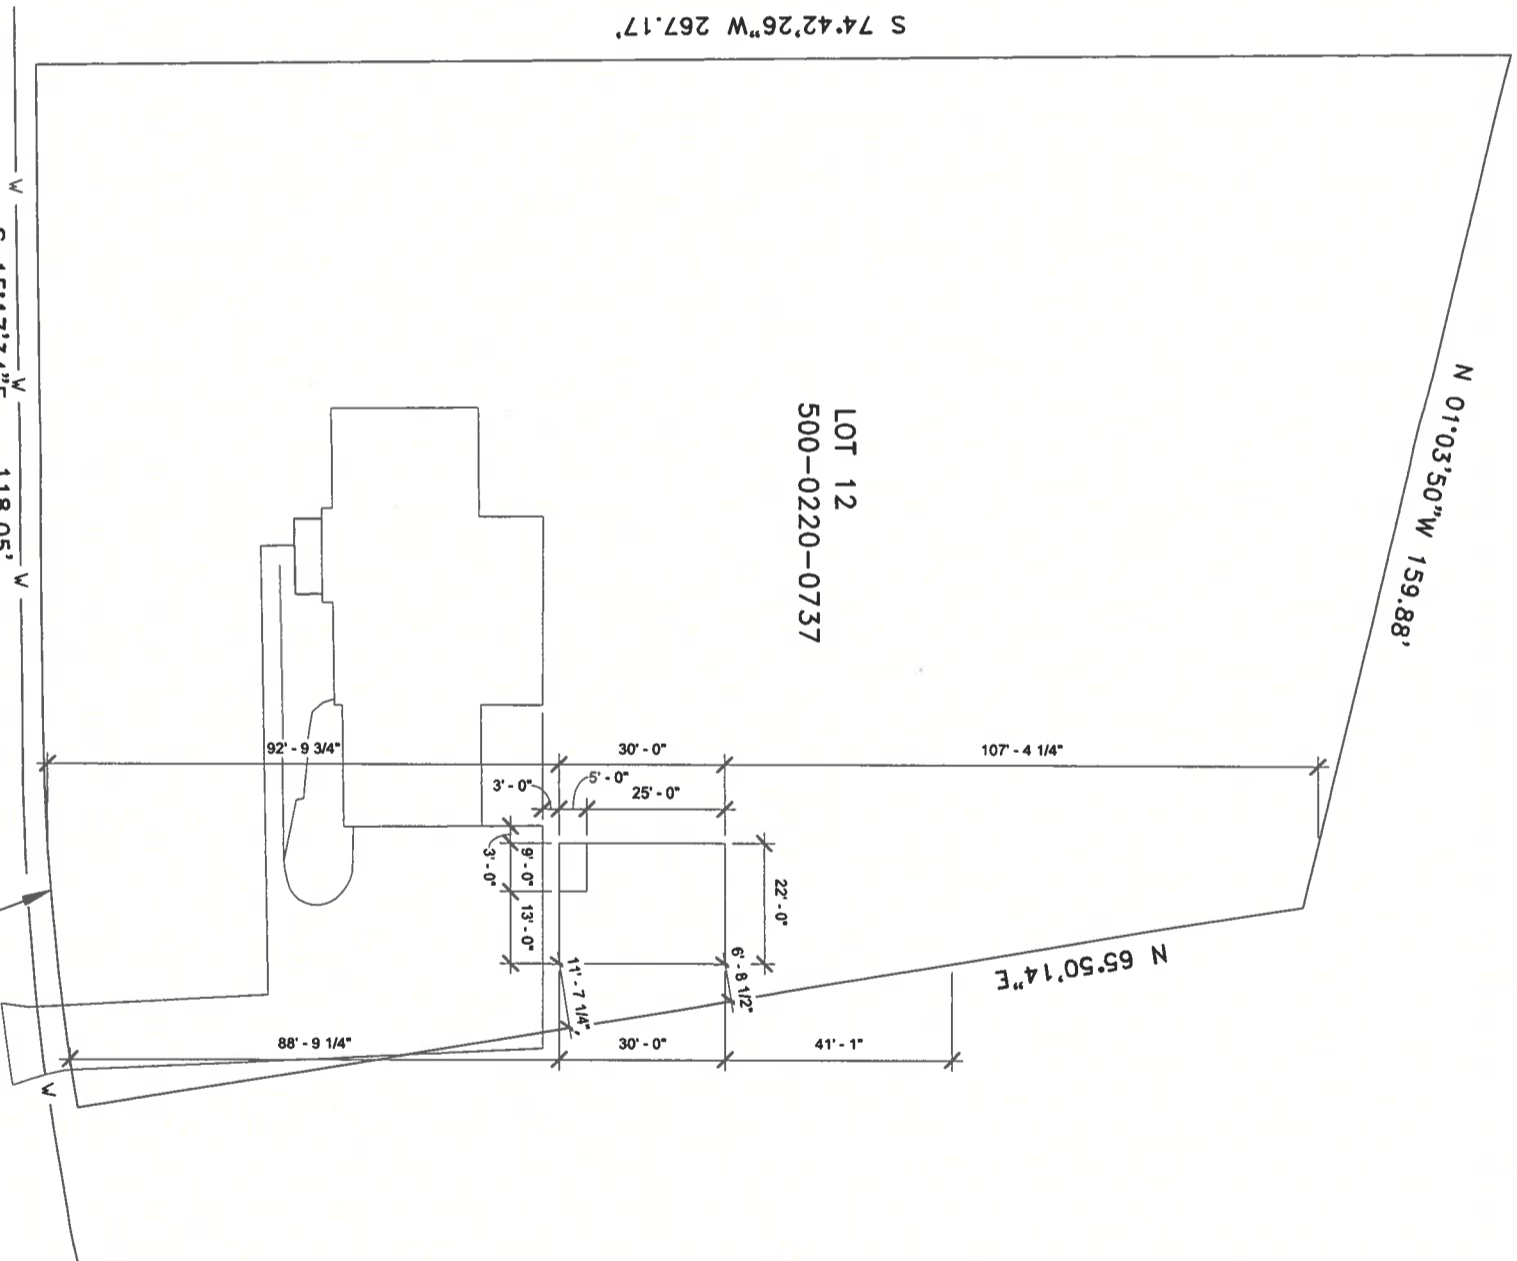 S 74°42'26"W 267.17'
N 01°03'50"W 159.88'
LOT 12
500-0220-0737
W
W
W
118.05'
92' - 9 3/4"
30' - 0"
107' - 4 1/4"
3' - 0"
5' - 0"
25' - 0"
3' - 0"
9' - 0"
13' - 0"
22' - 0"
11' - 7 1/4"
6' - 8 1/2"
N 65°50'14"E
88' - 9 1/4"
30' - 0"
41' - 1"
W